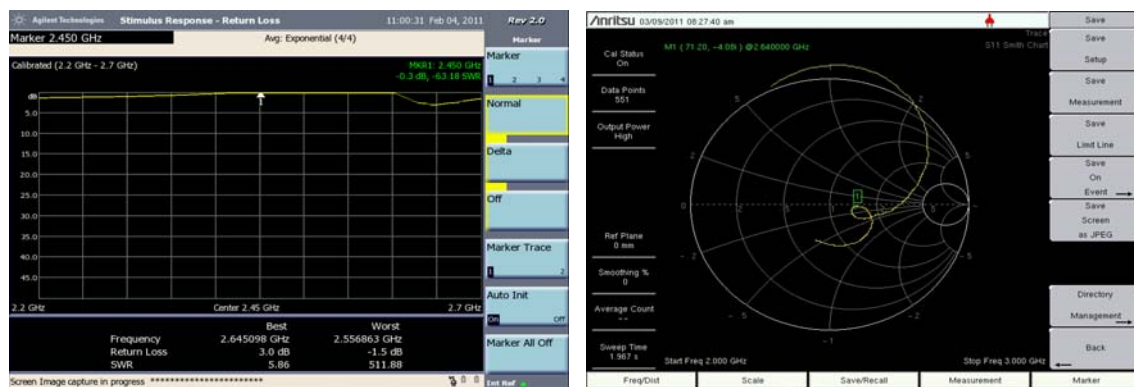 Agilent Technologies Stimulus Response - Return Loss 11:00:31 Feb 04, 2011 Rev 2.0
Marker 2.450 GHz Avg: Exponential (4/4) Marker
Calibrated (2.2 GHz - 2.7 GHz) MKR1: 2.450 GHz
-0.3 dB, -63.18 SWR
dB
5.0
10.0
15.0
20.0
25.0
30.0
35.0
40.0
45.0
2.2 GHz Center 2.45 GHz 2.7 GHz
Best Worst
Frequency 2.645098 GHz 2.556863 GHz
Return Loss 3.0 dB -1.5 dB
SWR 5.86 511.88
Screen Image capture in progress ************************
Marker
1 2 3 4
Normal
Delta
Off
Marker Trace
1 2
Auto Init
On Off
Marker All Off
Int Ref
Anritsu 03/09/2011 08:27:40 am
Trace
M1 ( 71.20, -4.08i ) @2.640000 GHz S11 Smith Chart
Cal Status
On
Data Points
551
Output Power
High
Ref Plane
0 mm
Smoothing %
0
Average Count
- -
Sweep Time
1.967 s
1
Start Freq 2.000 GHz Stop Freq 3.000 GHz
Save
Save
Setup
Save
Measurement
Save
Limit Line
Save
On
Event
Save
Screen
as JPEG
Directory
Management
Back
Freq/Dist Scale Save/Recall Measurement Marker